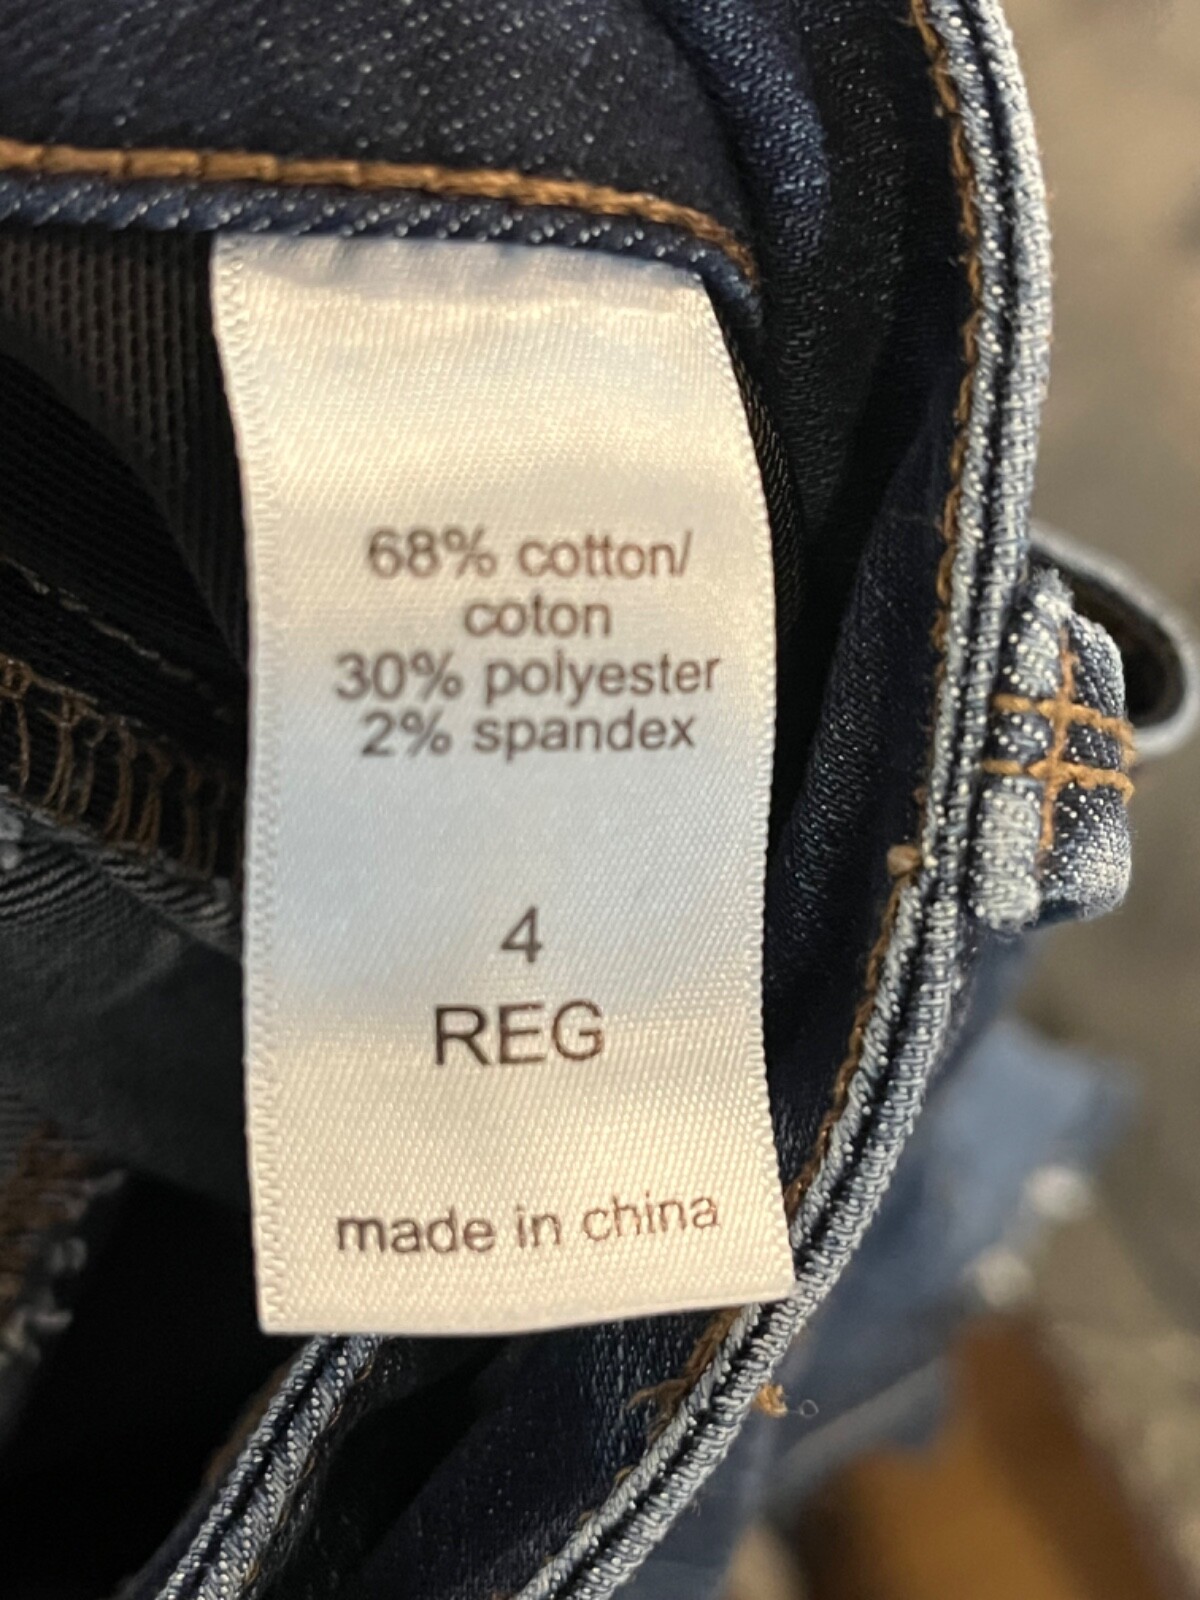 68% cotton/
coton
30% polyester
2% spandex
4
REG
made in china